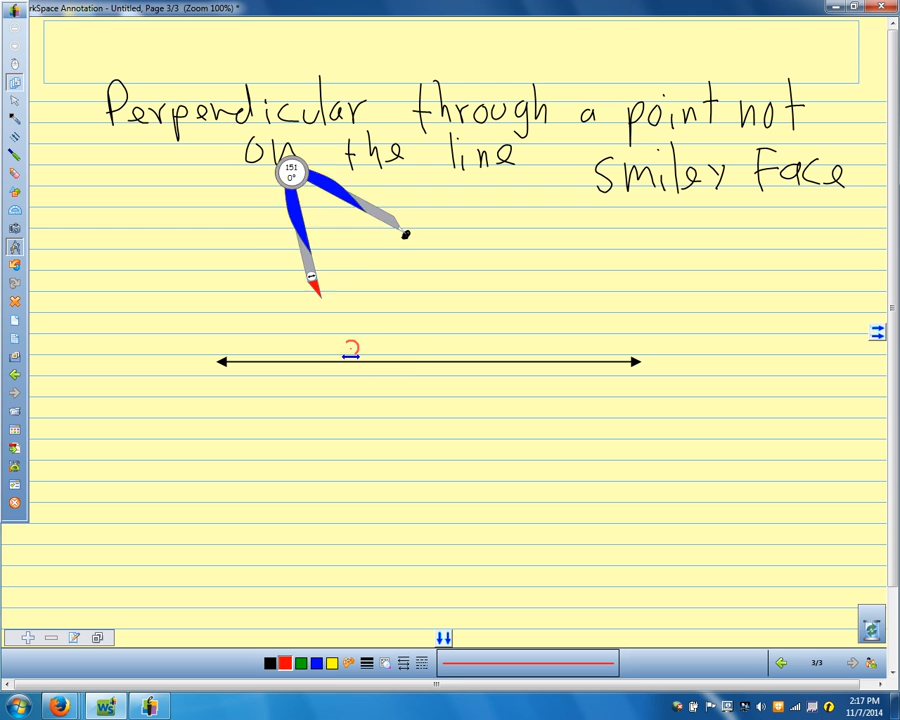 rkSpace Annotation - Untitled, Page 3/3 (Zoom 100%) *
Perpendicular through a point not
on the line
Smiley Face
151
0°
3/3
2:17 PM
11/7/2014